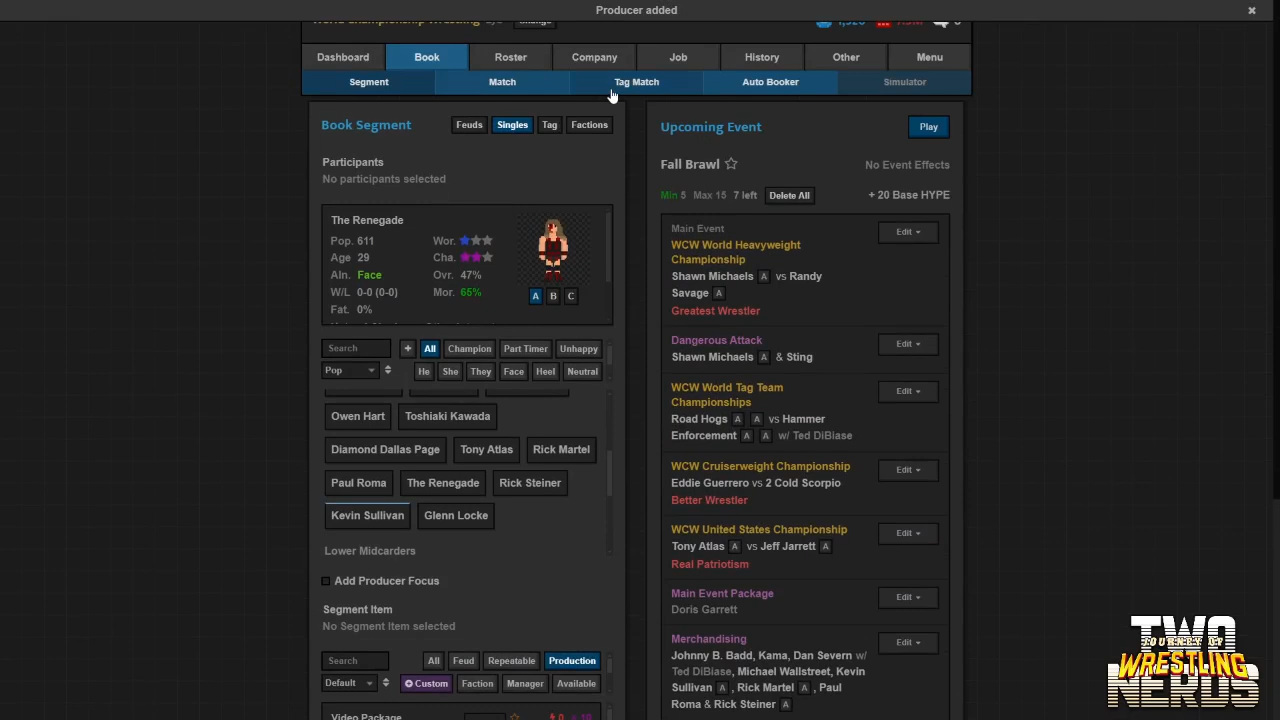 Producer added
World Championship Wrestling
Change
Dashboard Book Roster Company Job History Other Menu
Segment Match Tag Match Auto Booker Simulator
Book Segment
Feuds Singles Tag Factions
Participants
No participants selected
The Renegade
Pop. 611
Wor.
Age 29
Cha.
Aln. Face
Ovr. 47%
W/L 0-0 (0-0)
Mor. 65%
Fat. 0%
A B C
Search + All Champion Part Timer Unhappy
Pop He She They Face Heel Neutral
Owen Hart Toshiaki Kawada
Diamond Dallas Page Tony Atlas Rick Martel
Paul Roma The Renegade Rick Steiner
Kevin Sullivan Glenn Locke
Lower Midcarders
Add Producer Focus
Segment Item
No Segment Item selected
Search All Feud Repeatable Production
Default Custom Faction Manager Available
Video Package
Upcoming Event
Play
Fall Brawl
No Event Effects
Min 5 Max 15 7 left Delete All + 20 Base HYPE
Main Event
Edit
WCW World Heavyweight
Championship
Shawn Michaels A vs Randy
Savage A
Greatest Wrestler
Dangerous Attack
Edit
Shawn Michaels A & Sting
WCW World Tag Team
Edit
Championships
Road Hogs A A vs Hammer
Enforcement A A w/ Ted DiBiase
WCW Cruiserweight Championship
Edit
Eddie Guerrero vs 2 Cold Scorpio
Better Wrestler
WCW United States Championship
Edit
Tony Atlas A vs Jeff Jarrett A
Real Patriotism
Main Event Package
Edit
Doris Garrett
Merchandising
Edit
Johnny B. Badd, Kama, Dan Severn w/
Ted DiBiase, Michael Wallstreet, Kevin
Sullivan A , Rick Martel A , Paul
Roma & Rick Steiner A
TWO
JOURNEY OF
WRESTLING
NERDS